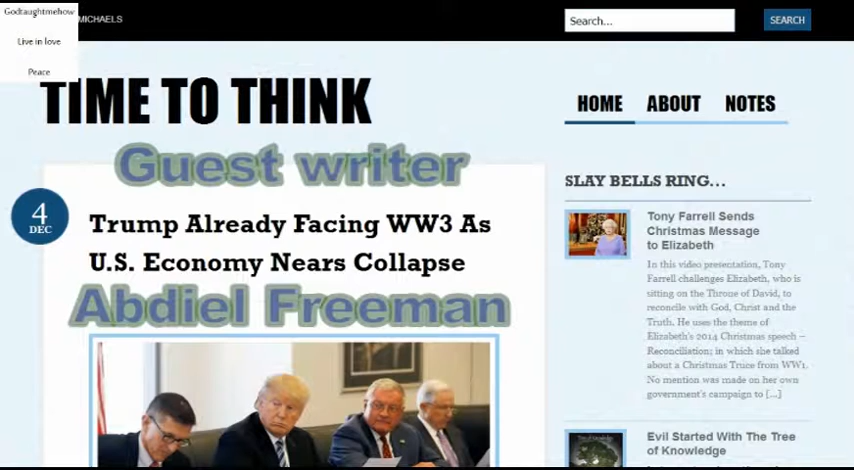 Godtaughtmehow
Live in love
Peace
MICHAELS
Search...
SEARCH
TIME TO THINK
HOME
ABOUT
NOTES
Guest writer
4
DEC
Trump Already Facing WW3 As
U.S. Economy Nears Collapse
Abdiel Freeman
SLAY BELLS RING...
Tony Farrell Sends
Christmas Message
to Elizabeth
In this video presentation, Tony
Farrell challenges Elizabeth, who is
sitting on the Throne of David, to
reconcile with God, Christ and the
Truth. He uses the theme of
Elizabeth's 2014 Christmas speech –
Reconciliation; in which she talked
about a Christmas Truce from WW1.
No mention was made on her own
government's campaign to [...]
Evil Started With The Tree
of Knowledge